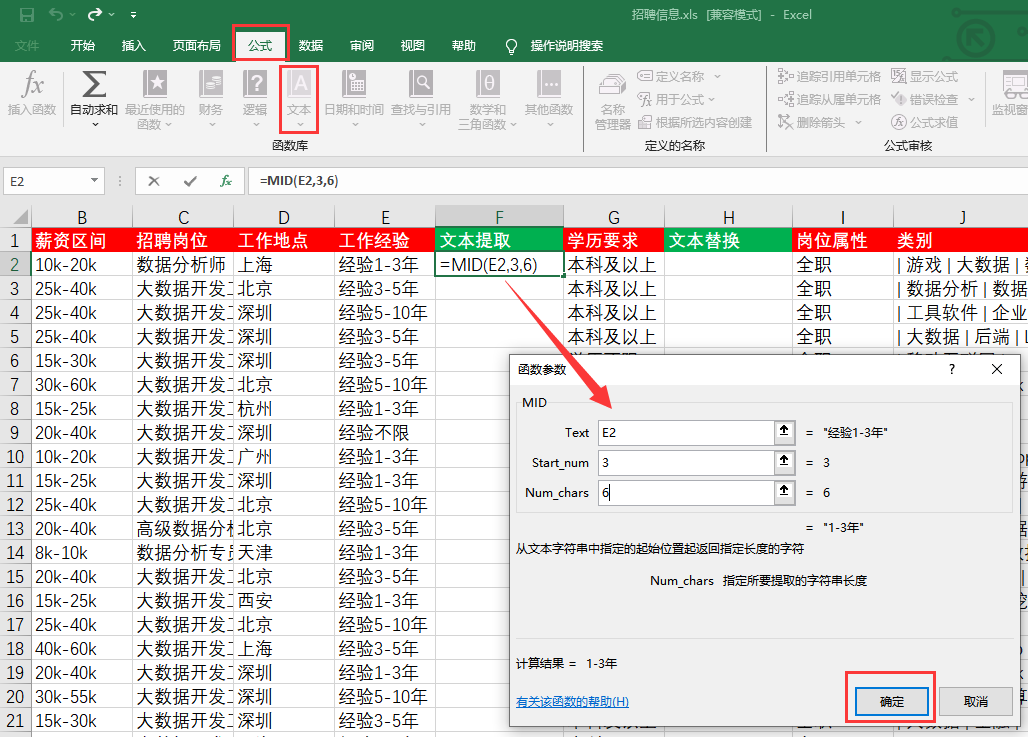 招聘信息.xls [兼容模式] - Excel
文件 开始 插入 页面布局 公式 数据 审阅 视图 帮助 操作说明搜索
fx Σ ? A θ
插入函数 自动求和 最近使用的函数 财务 逻辑 文本 日期和时间 查找与引用 数学和三角函数 其他函数
函数库
名称管理器 定义名称 用于公式 根据所选内容创建
定义的名称
追踪引用单元格 追踪从属单元格 删除箭头 显示公式 错误检查 公式求值 监视窗
公式审核
E2 fx =MID(E2,3,6)
B C D E F G H I J
1 薪资区间 招聘岗位 工作地点 工作经验 文本提取 学历要求 文本替换 岗位属性 类别
2 10k-20k 数据分析师 上海 经验1-3年 =MID(E2,3,6) 本科及以上 全职 | 游戏 | 大数据 |
3 25k-40k 大数据开发工 北京 经验3-5年 本科及以上 全职 | 数据分析 | 数据
4 25k-40k 大数据开发工 深圳 经验5-10年 本科及以上 全职 | 工具软件 | 企业
5 25k-40k 大数据开发工 深圳 经验3-5年 本科及以上 全职 | 大数据 | 后端 |
6 15k-30k 大数据开发工 深圳 经验3-5年
7 30k-60k 大数据开发工 北京 经验5-10年
8 15k-25k 大数据开发工 杭州 经验1-3年
9 20k-40k 大数据开发工 深圳 经验不限
10 10k-20k 大数据开发工 广州 经验1-3年
11 15k-25k 大数据开发工 深圳 经验1-3年
12 25k-40k 大数据开发工 北京 经验5-10年
13 20k-40k 高级数据分析 北京 经验3-5年
14 8k-10k 数据分析专员 天津 经验1-3年
15 20k-40k 大数据开发工 北京 经验3-5年
16 15k-25k 大数据开发工 西安 经验1-3年
17 25k-40k 大数据开发工 北京 经验5-10年
18 40k-60k 大数据开发工 上海 经验3-5年
19 20k-40k 大数据开发工 深圳 经验1-3年
20 30k-55k 大数据开发工 深圳 经验5-10年
21 15k-30k 大数据开发工 深圳 经验3-5年
函数参数 ?
MID
Text E2 = "经验1-3年"
Start_num 3 = 3
Num_chars 6 = 6
= "1-3年"
从文本字符串中指定的起始位置起返回指定长度的字符
Num_chars 指定所要提取的字符串长度
计算结果 = 1-3年
有关该函数的帮助(H)
确定 取消